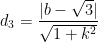 d_3 = \frac{|b - \sqrt{3}|}{\sqrt{1 + k^2}}